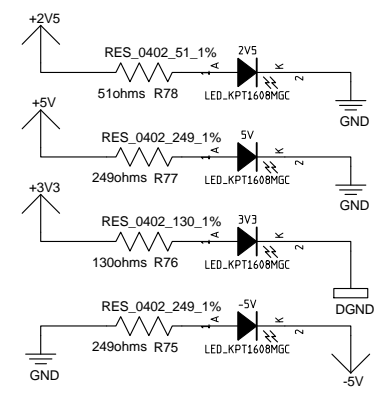 +2V5
RES_0402_51_1%
2V5
A
K
1
2
51ohms R78
LED_KPT1608MGC
GND
+5V
RES_0402_249_1%
5V
A
K
1
2
249ohms R77
LED_KPT1608MGC
GND
+3V3
RES_0402_130_1%
3V3
A
K
1
2
130ohms R76
LED_KPT1608MGC
DGND
RES_0402_249_1%
-5V
A
K
1
2
249ohms R75
LED_KPT1608MGC
GND
-5V